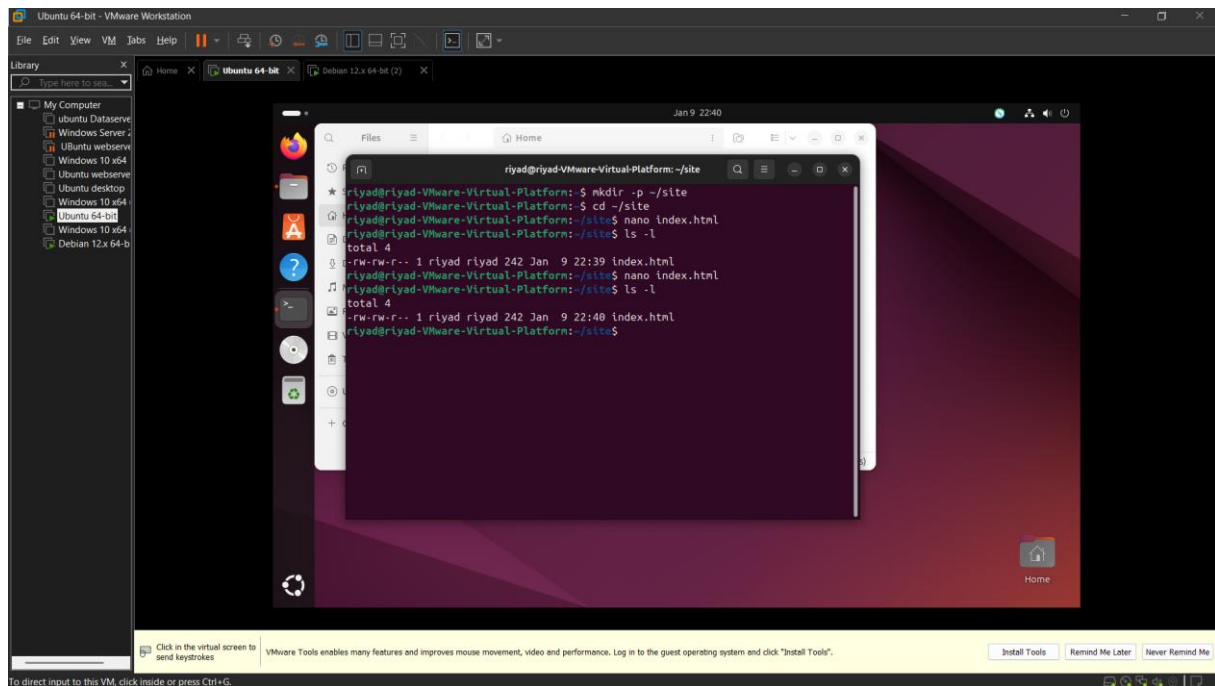 Ubuntu 64-bit - VMware Workstation
File Edit View VM Tabs Help
Library
Type here to sea...
Home
Ubuntu 64-bit
Debian 12.x 64-bit (2)
My Computer
ubuntu Dataserve
Windows Server 2
UBuntu webserve
Windows 10 x64
Ubuntu webserve
Ubuntu desktop
Windows 10 x64
Ubuntu 64-bit
Windows 10 x64
Debian 12.x 64-b
Jan 9 22:40
Files
Home
riyad@riyad-VMware-Virtual-Platform: ~/site
riyad@riyad-VMware-Virtual-Platform:~$ mkdir -p ~/site
riyad@riyad-VMware-Virtual-Platform:~$ cd ~/site
riyad@riyad-VMware-Virtual-Platform:~/site$ nano index.html
riyad@riyad-VMware-Virtual-Platform:~/site$ ls -l
total 4
-rw-rw-r-- 1 riyad riyad 242 Jan  9 22:39 index.html
riyad@riyad-VMware-Virtual-Platform:~/site$ nano index.html
riyad@riyad-VMware-Virtual-Platform:~/site$ ls -l
total 4
-rw-rw-r-- 1 riyad riyad 242 Jan  9 22:40 index.html
riyad@riyad-VMware-Virtual-Platform:~/site$
Home
Click in the virtual screen to
send keystrokes
VMware Tools enables many features and improves mouse movement, video and performance. Log in to the guest operating system and click "Install Tools".
Install Tools
Remind Me Later
Never Remind Me
To direct input to this VM, click inside or press Ctrl+G.